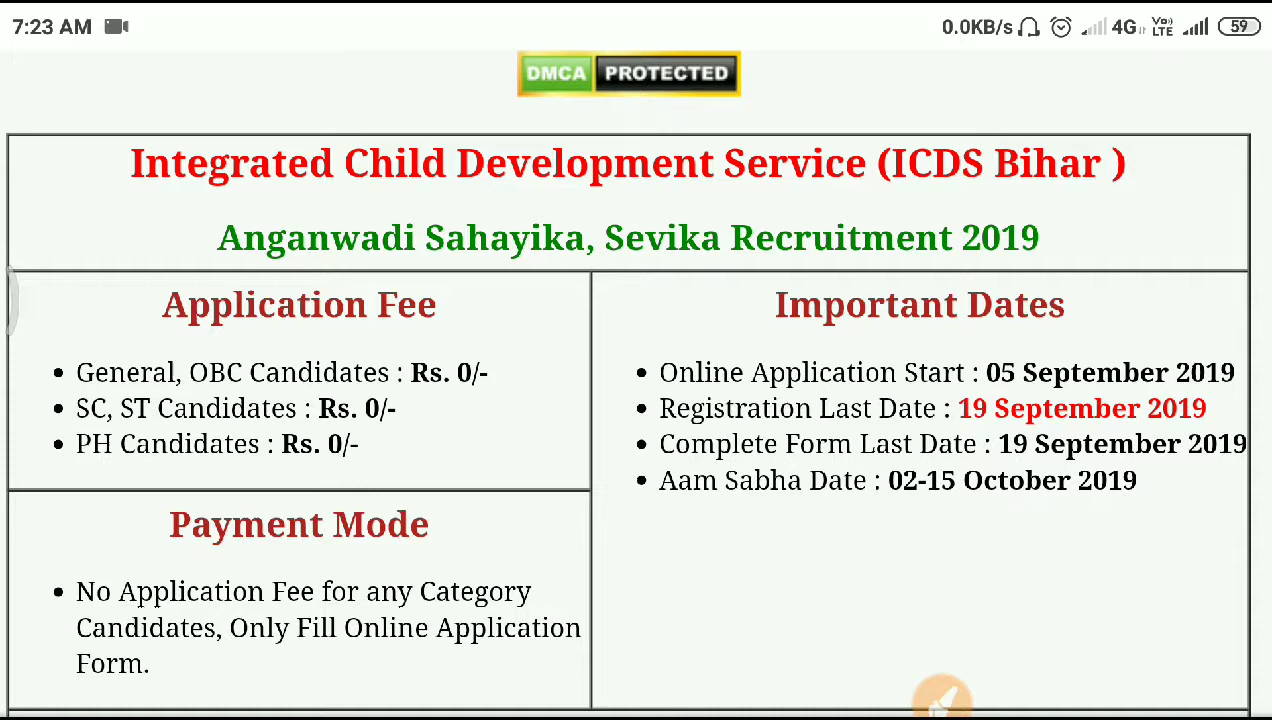 7:23 AM
0.0KB/s 4G Vo)) LTE 59
DMCA PROTECTED
Integrated Child Development Service (ICDS Bihar )
Anganwadi Sahayika, Sevika Recruitment 2019
Application Fee
General, OBC Candidates : Rs. 0/-
SC, ST Candidates : Rs. 0/-
PH Candidates : Rs. 0/-
Payment Mode
No Application Fee for any Category
Candidates, Only Fill Online Application
Form.
Important Dates
Online Application Start : 05 September 2019
Registration Last Date : 19 September 2019
Complete Form Last Date : 19 September 2019
Aam Sabha Date : 02-15 October 2019